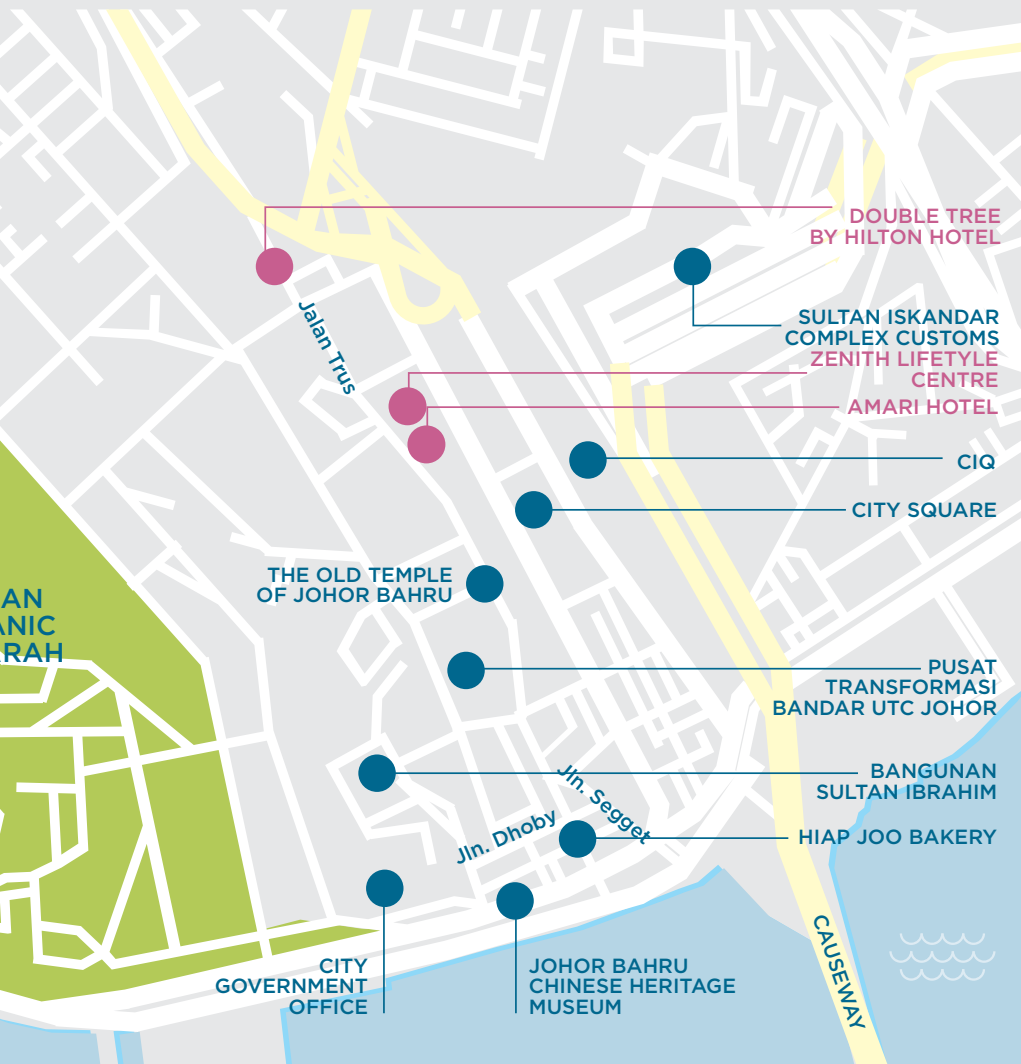 DOUBLE TREE
BY HILTON HOTEL
Jalan Trus
SULTAN ISKANDAR
COMPLEX CUSTOMS
ZENITH LIFETYLE
CENTRE
AMARI HOTEL
CIQ
CITY SQUARE
THE OLD TEMPLE
OF JOHOR BAHRU
AN
ANIC
RAH
PUSAT
TRANSFORMASI
BANDAR UTC JOHOR
BANGUNAN
SULTAN IBRAHIM
Jln. Segget
Jln. Dhoby
HIAP JOO BAKERY
CAUSEWAY
CITY
GOVERNMENT
OFFICE
JOHOR BAHRU
CHINESE HERITAGE
MUSEUM